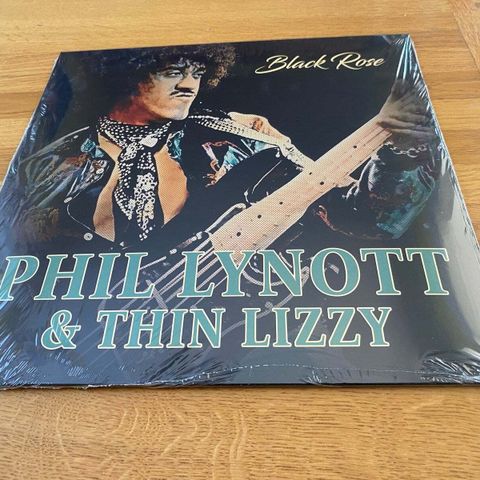 Black Rose
PHIL LYNOTT
& THIN LIZZY